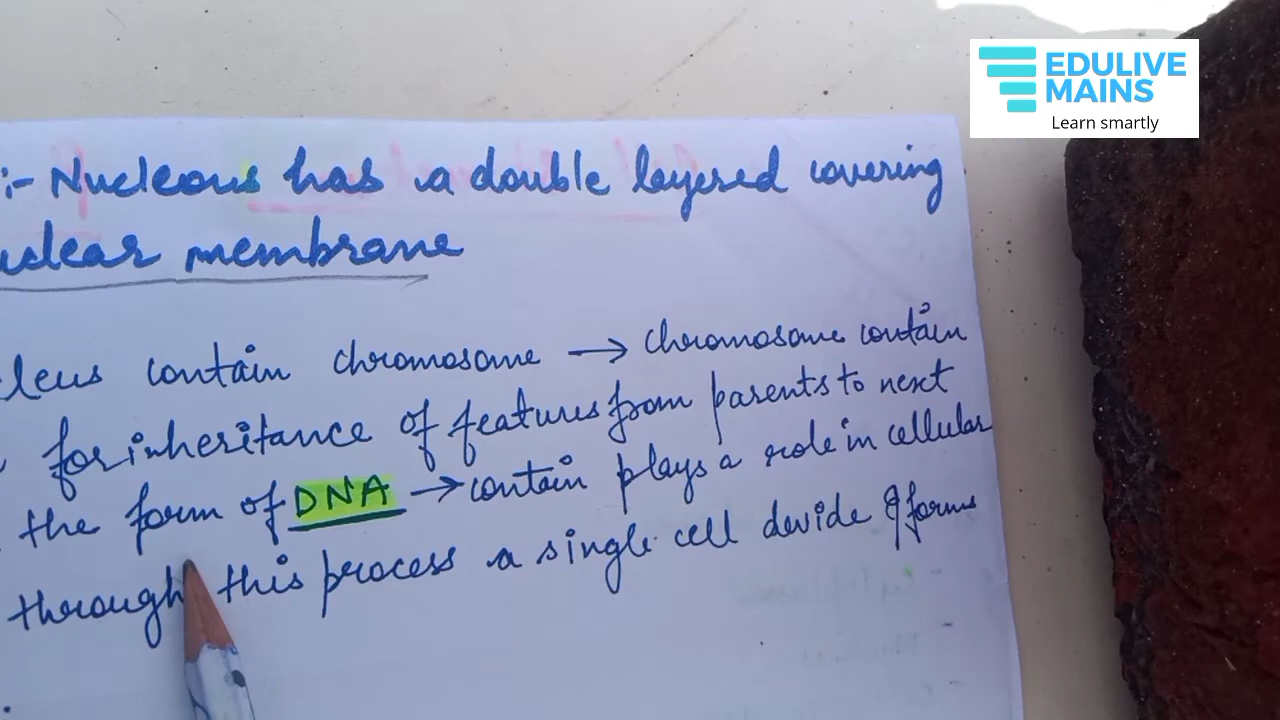 EDULIVE
MAINS
Learn smartly
:- Nucleous has a double layered covering
uclear membrane
leus contain chromosome → chromosome contain
for inheritance of features from parents to next
the form of DNA → contain plays a role in cellular
through this process a single cell devide & forms